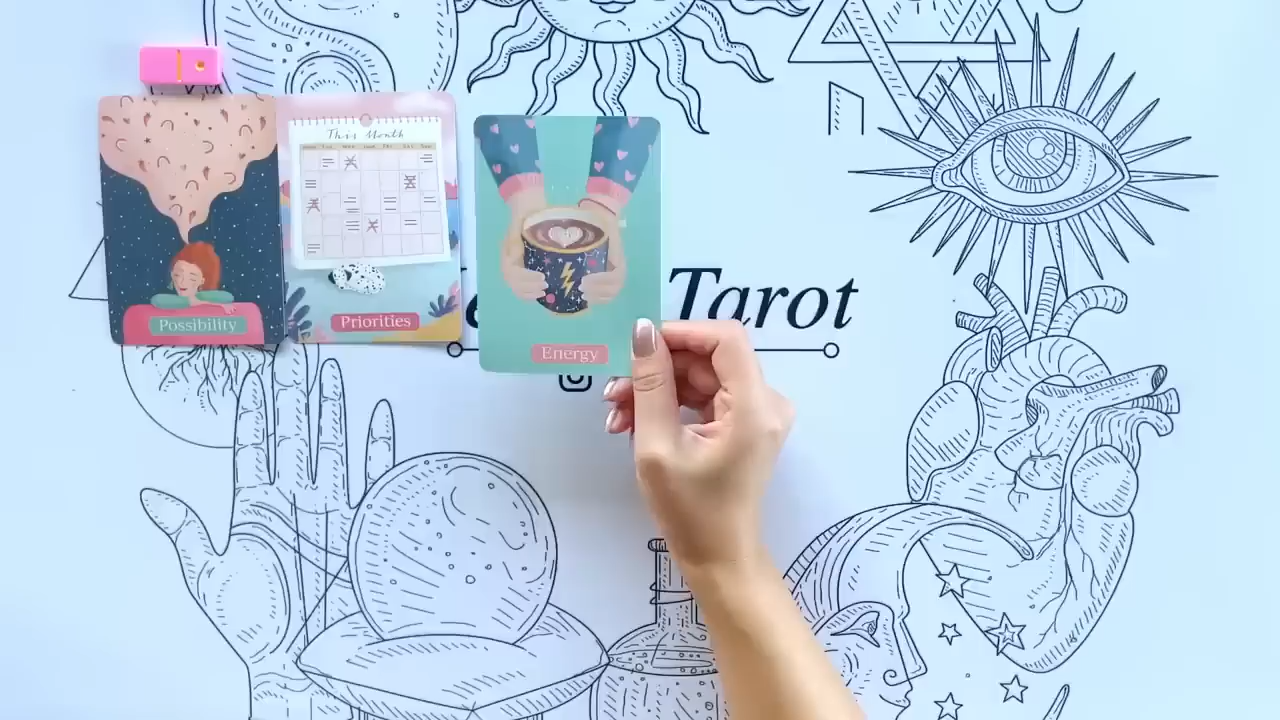 This Month
Possibility
Priorities
Energy
Tarot